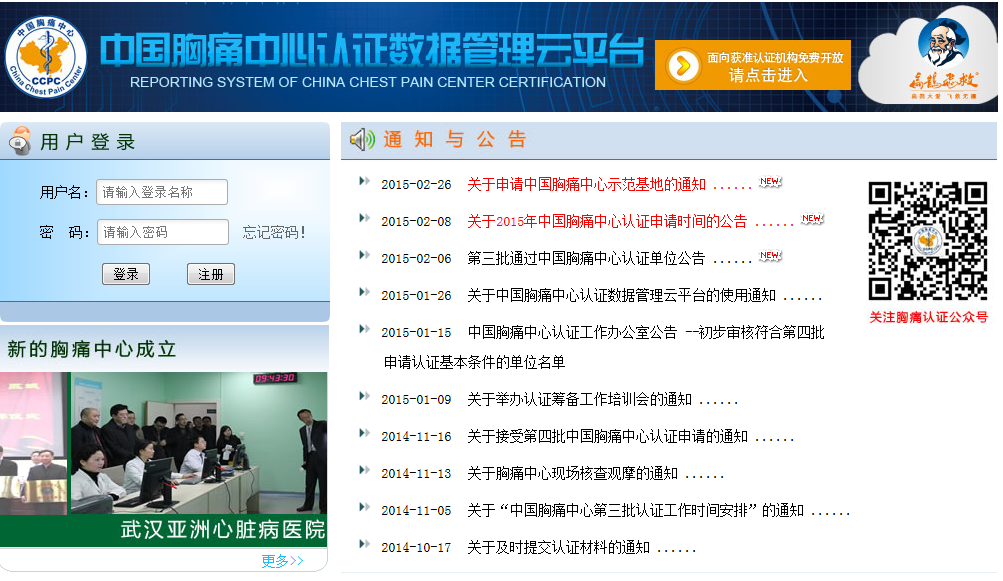 中国胸痛中心
CCPC
China Chest Pain Center
中国胸痛中心认证数据管理云平台
REPORTING SYSTEM OF CHINA CHEST PAIN CENTER CERTIFICATION
面向获准认证机构免费开放
请点击进入
扁鹊飞救
用户登录
用户名: 请输入登录名称
密 码: 请输入密码 忘记密码!
登录 注册
新的胸痛中心成立
09:43:30
武汉亚洲心脏病医院
更多>>
通知与公告
2015-02-26 关于申请中国胸痛中心示范基地的通知 ...... NEW!
2015-02-08 关于2015年中国胸痛中心认证申请时间的公告 ...... NEW!
2015-02-06 第三批通过中国胸痛中心认证单位公告 ...... NEW!
2015-01-26 关于中国胸痛中心认证数据管理云平台的使用通知 ......
2015-01-15 中国胸痛中心认证工作办公室公告 --初步审核符合第四批
申请认证基本条件的单位名单
2015-01-09 关于举办认证筹备工作培训会的通知 ......
2014-11-16 关于接受第四批中国胸痛中心认证申请的通知 ......
2014-11-13 关于胸痛中心现场核查观摩的通知 ......
2014-11-05 关于“中国胸痛中心第三批认证工作时间安排”的通知 ......
2014-10-17 关于及时提交认证材料的通知 ......
关注胸痛认证公众号